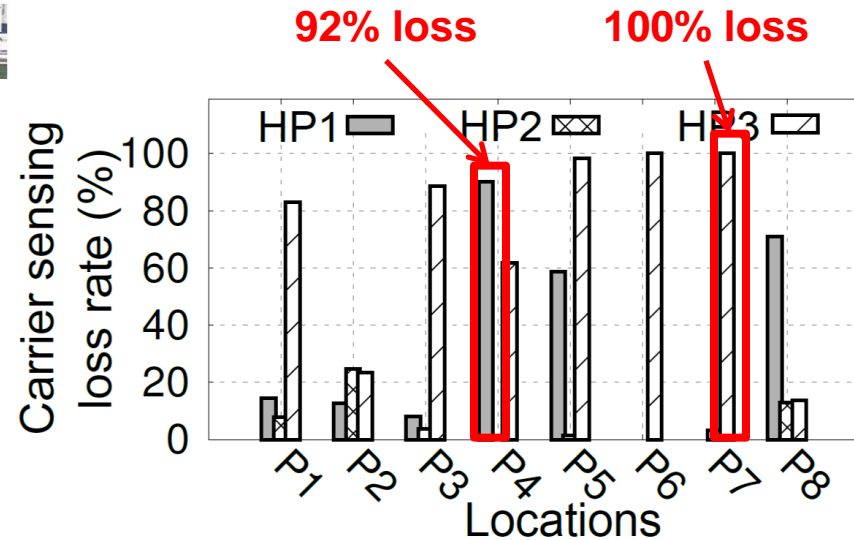 92% loss 100% loss
HP1 HP2 HP3
Carrier sensing
loss rate (%)
100
80
60
40
20
0
P1 P2 P3 P4 P5 P6 P7 P8
Locations